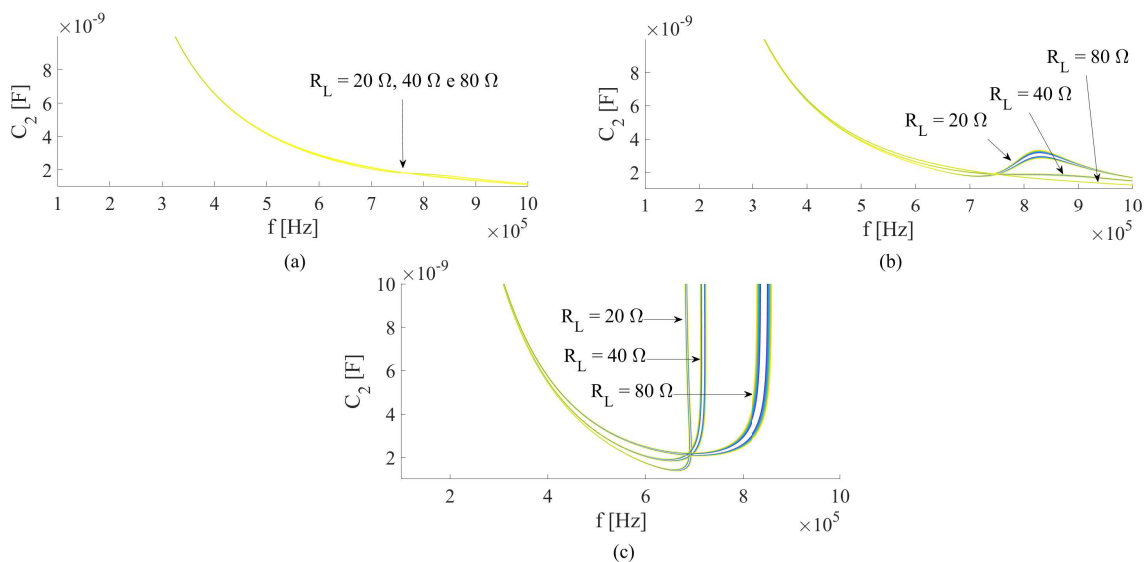 ×10⁻⁹
C₂ [F]
8
6
4
2
R_L = 20 Ω, 40 Ω e 80 Ω
1 2 3 4 5 6 7 8 9 10
f [Hz]
×10⁵
(a)
×10⁻⁹
C₂ [F]
8
6
4
2
R_L = 80 Ω
R_L = 40 Ω
R_L = 20 Ω
1 2 3 4 5 6 7 8 9 10
f [Hz]
×10⁵
(b)
×10⁻⁹
C₂ [F]
10
8
6
4
2
R_L = 20 Ω
R_L = 40 Ω
R_L = 80 Ω
2 4 6 8 10
f [Hz]
×10⁵
(c)